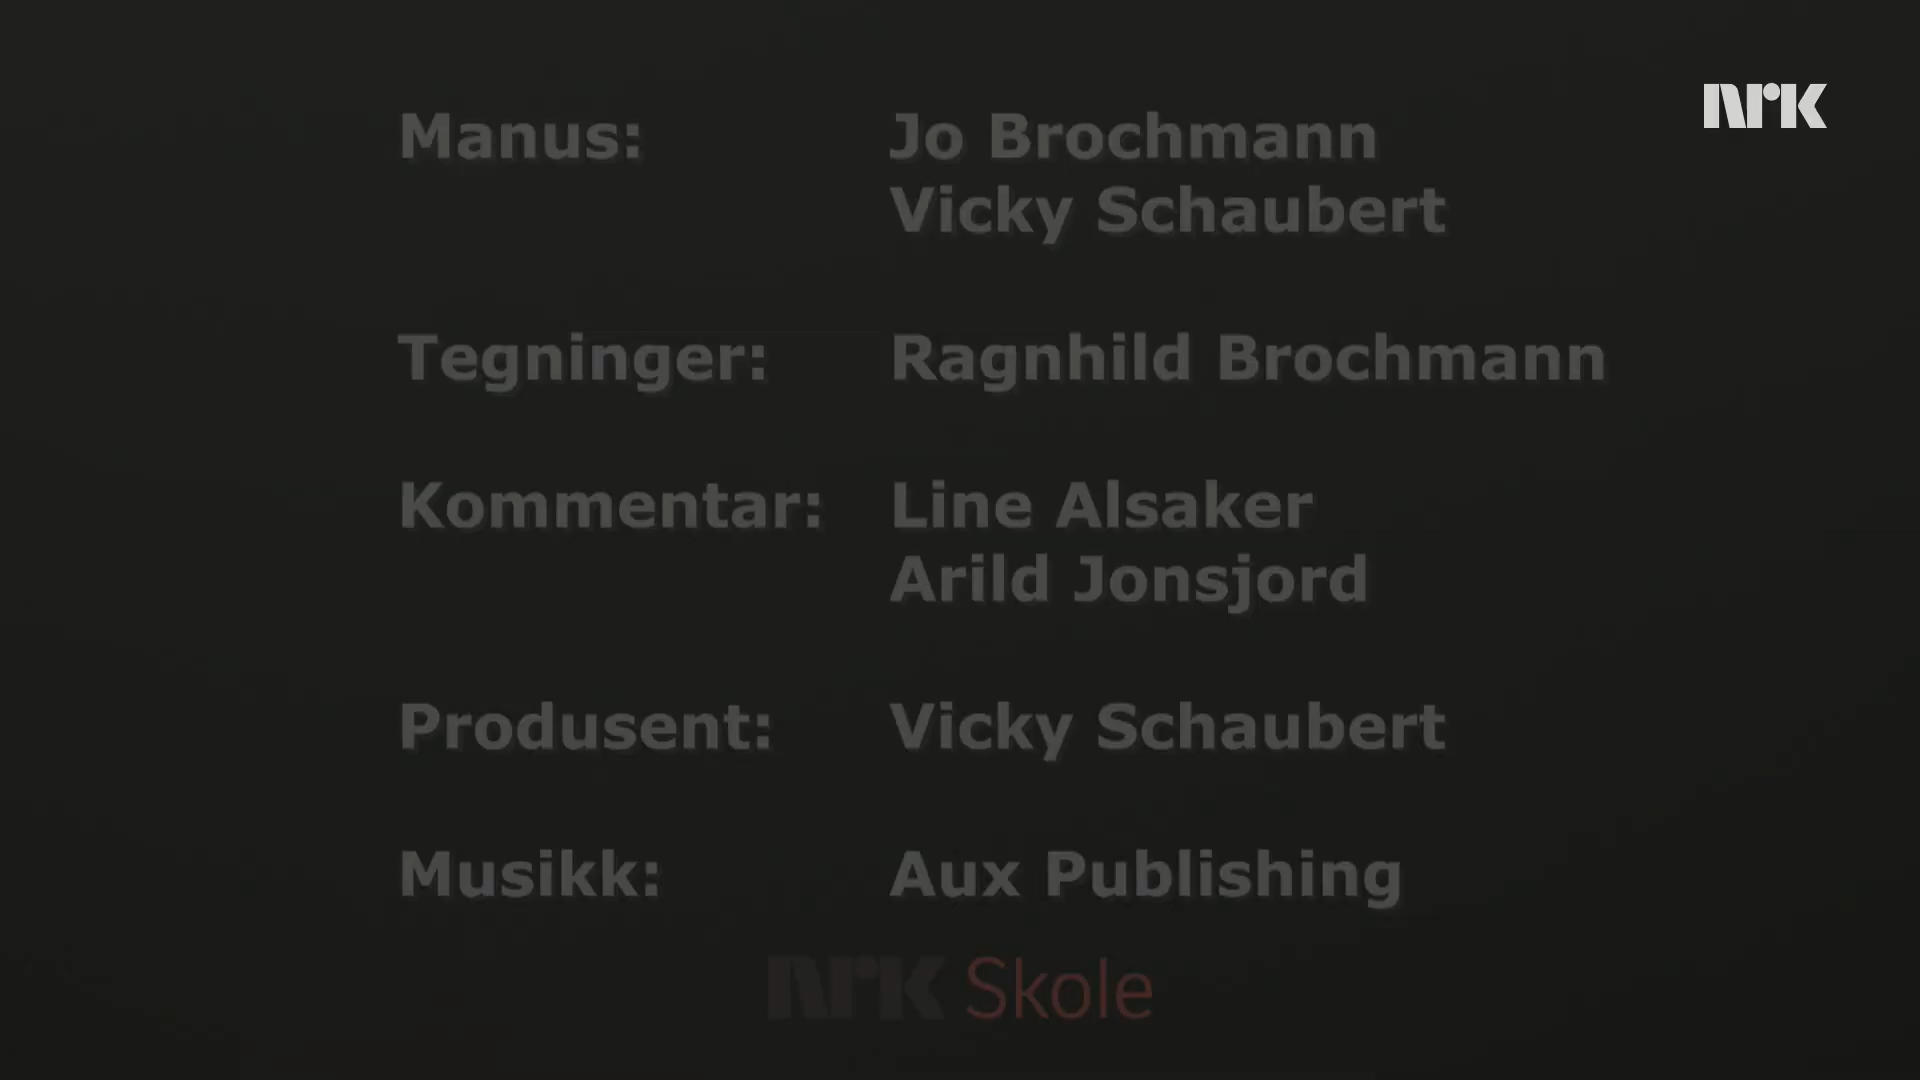 nrk
Manus: Jo Brochmann
Vicky Schaubert
Tegninger: Ragnhild Brochmann
Kommentar: Line Alsaker
Arild Jonsjord
Produsent: Vicky Schaubert
Musikk: Aux Publishing
nrk Skole